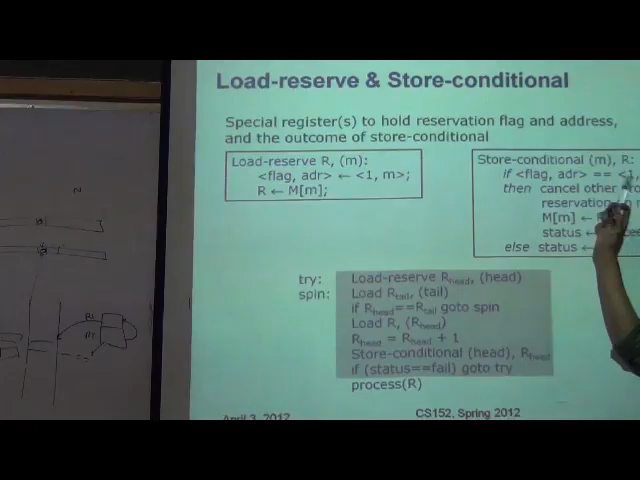 Load-reserve & Store-conditional
Special register(s) to hold reservation flag and address,
and the outcome of store-conditional
Load-reserve R, (m):
<flag, adr> ← <1, m>;
R ← M[m];
Store-conditional (m), R:
if <flag, adr> == <1,
then cancel other
reservation
M[m] ←
status ←
else status ←
try: Load-reserve Rhead, (head)
spin: Load Rtail, (tail)
if Rhead==Rtail goto spin
Load R, (Rhead)
Rhead = Rhead + 1
Store-conditional (head), Rhead
if (status==fail) goto try
process(R)
April 3, 2012
CS152, Spring 2012